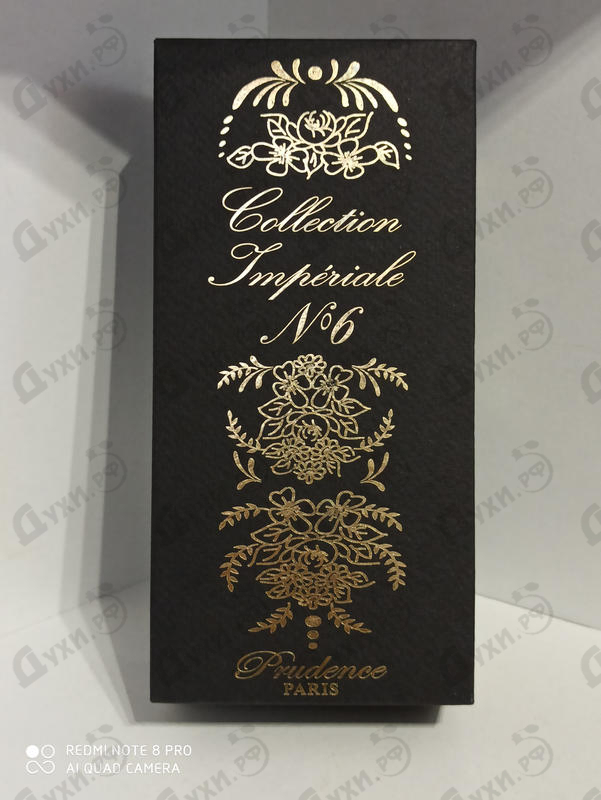 Collection
Impériale
Nº6
Prudence
PARIS
REDMI NOTE 8 PRO
AI QUAD CAMERA
Духи.РФ